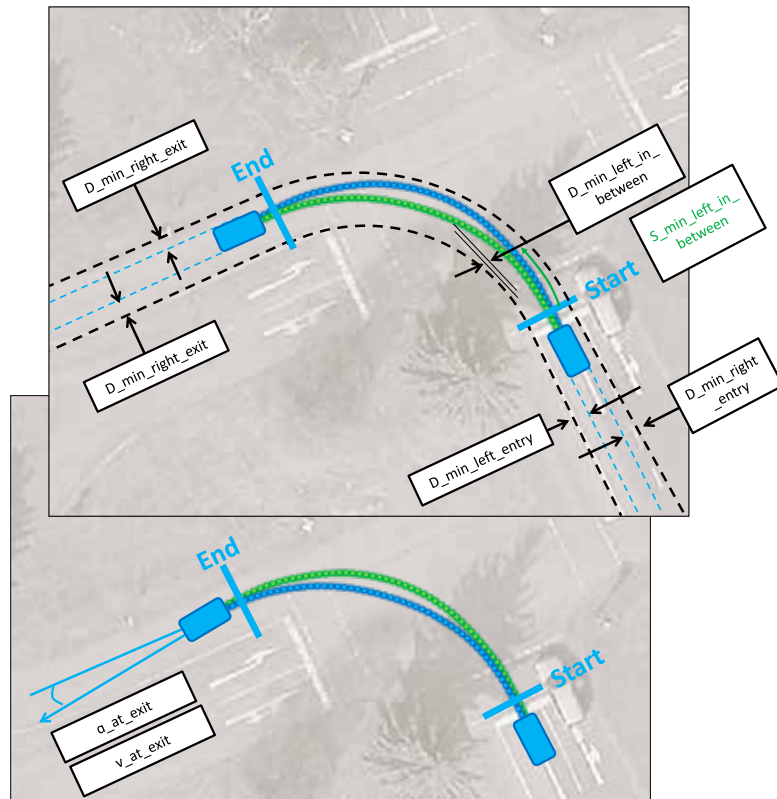 D_min_right_exit
End
D_min_left_in_
between
S_min_left_in_
between
Start
D_min_right_exit
D_min_right
_entry
D_min_left_entry
End
Start
α_at_exit
v_at_exit